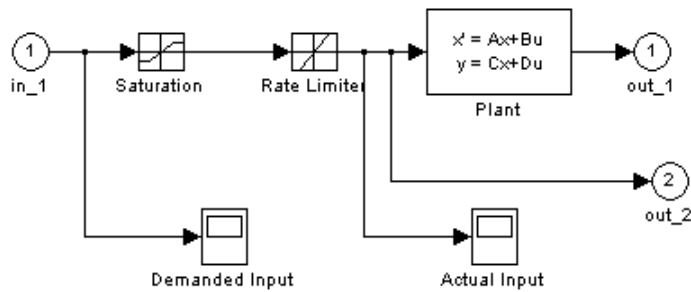 1
in_1
Saturation
Rate Limiter
x' = Ax+Bu
y = Cx+Du
Plant
1
out_1
2
out_2
Demanded Input
Actual Input